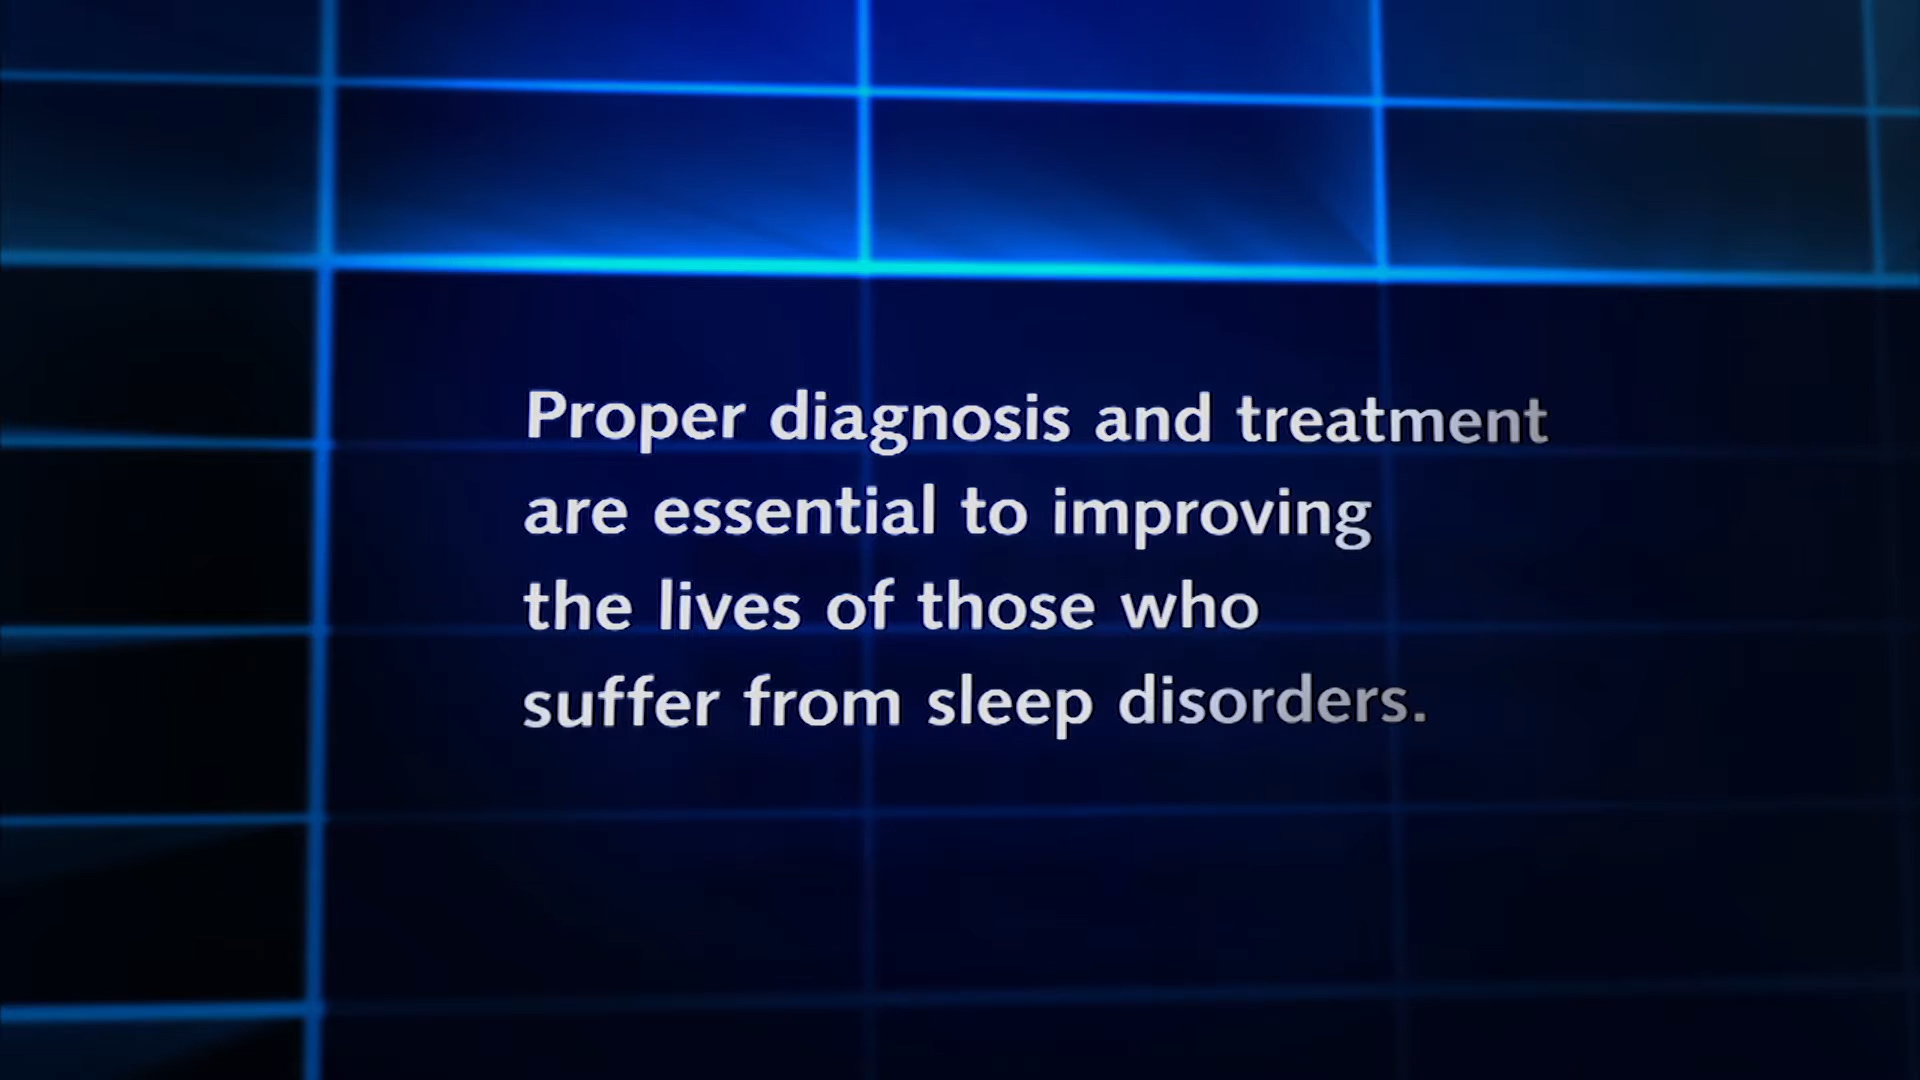 Proper diagnosis and treatment
are essential to improving
the lives of those who
suffer from sleep disorders.